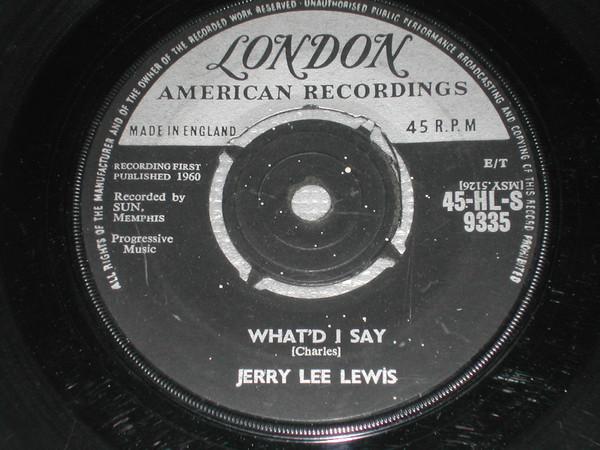 ALL RIGHTS OF THE MANUFACTURER AND OF THE OWNER OF THE RECORDED WORK RESERVED · UNAUTHORISED PUBLIC PERFORMANCE BROADCASTING AND COPYING OF THIS RECORD PROHIBITED
LONDON
AMERICAN RECORDINGS
MADE IN ENGLAND
45 R.P.M
RECORDING FIRST
PUBLISHED 1960
E/T
Recorded by
SUN,
MEMPHIS
[MSY.5126]
45-HL-S
9335
Progressive
Music
WHAT'D I SAY
[Charles]
JERRY LEE LEWIS